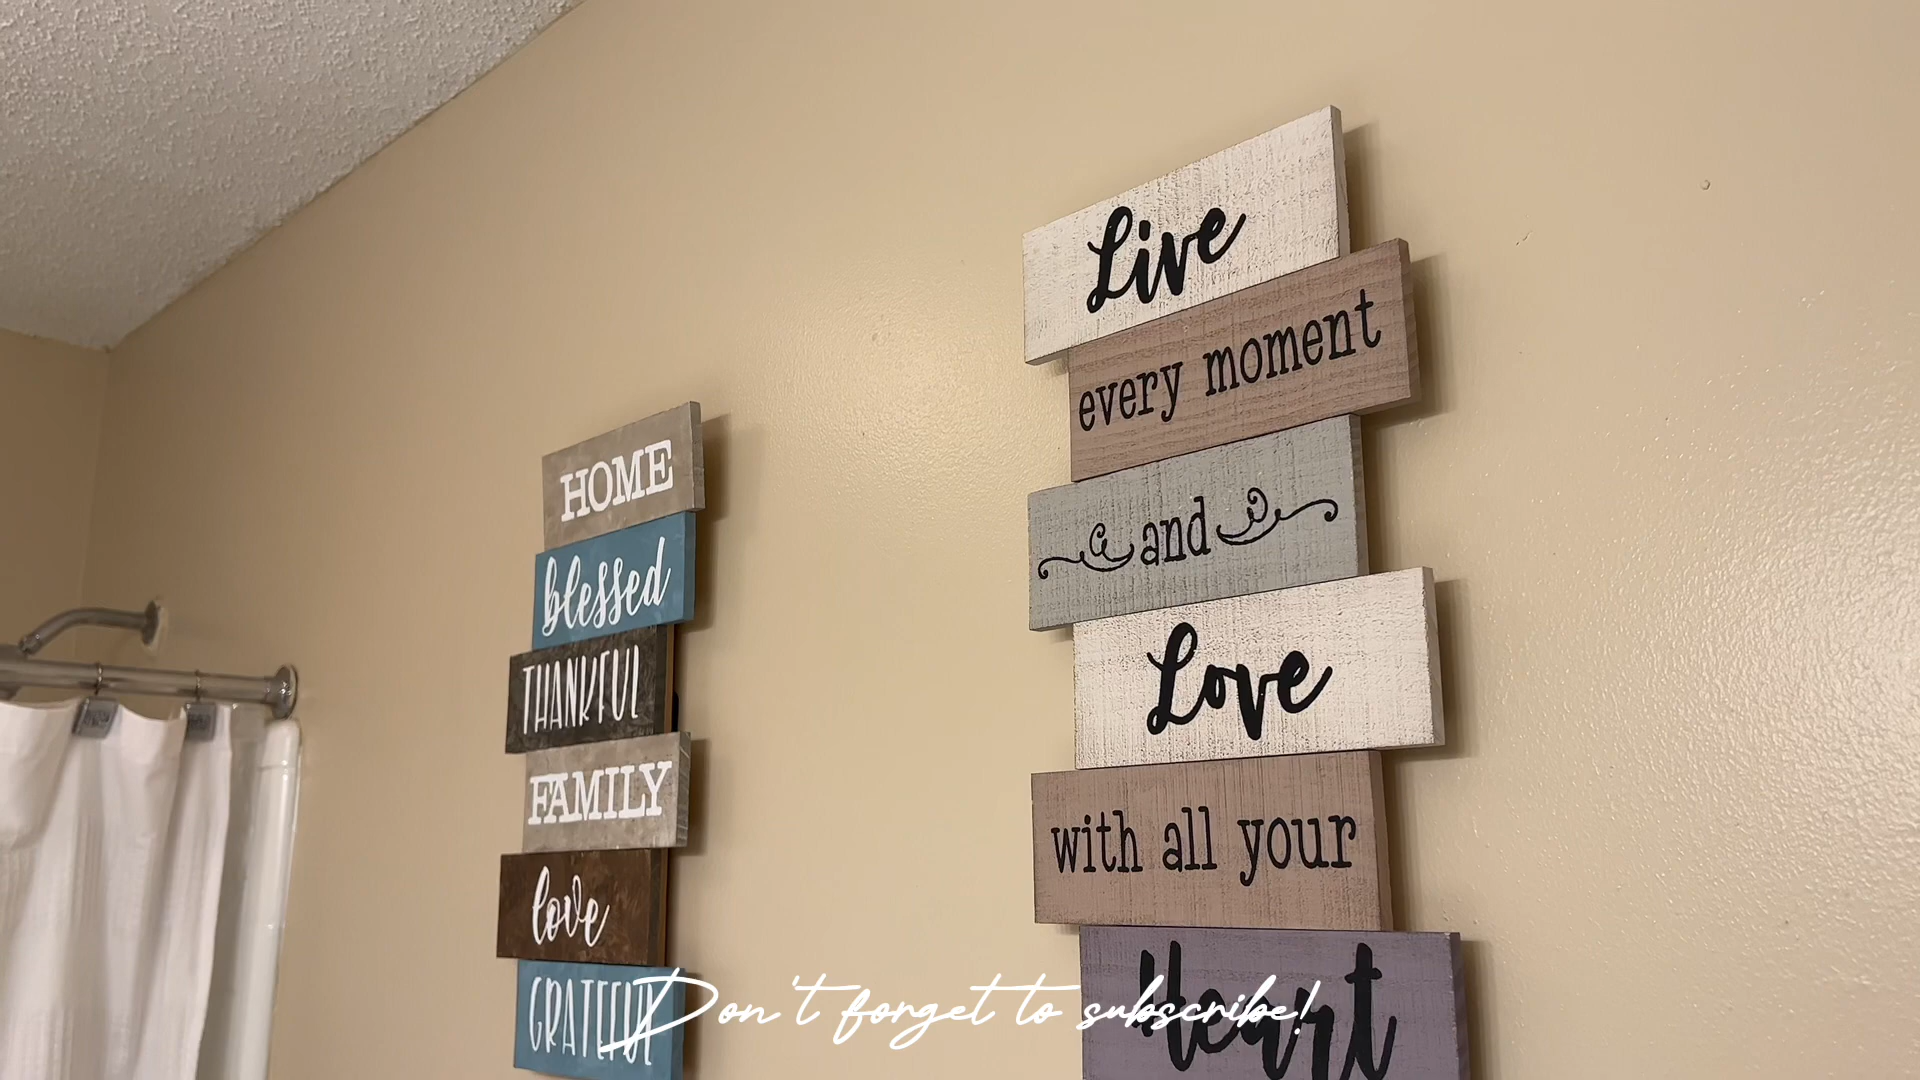 HOME
blessed
THANKFUL
FAMILY
love
GRATEFUL
Live
every moment
and
Love
with all your
Heart
Don't forget to subscribe!